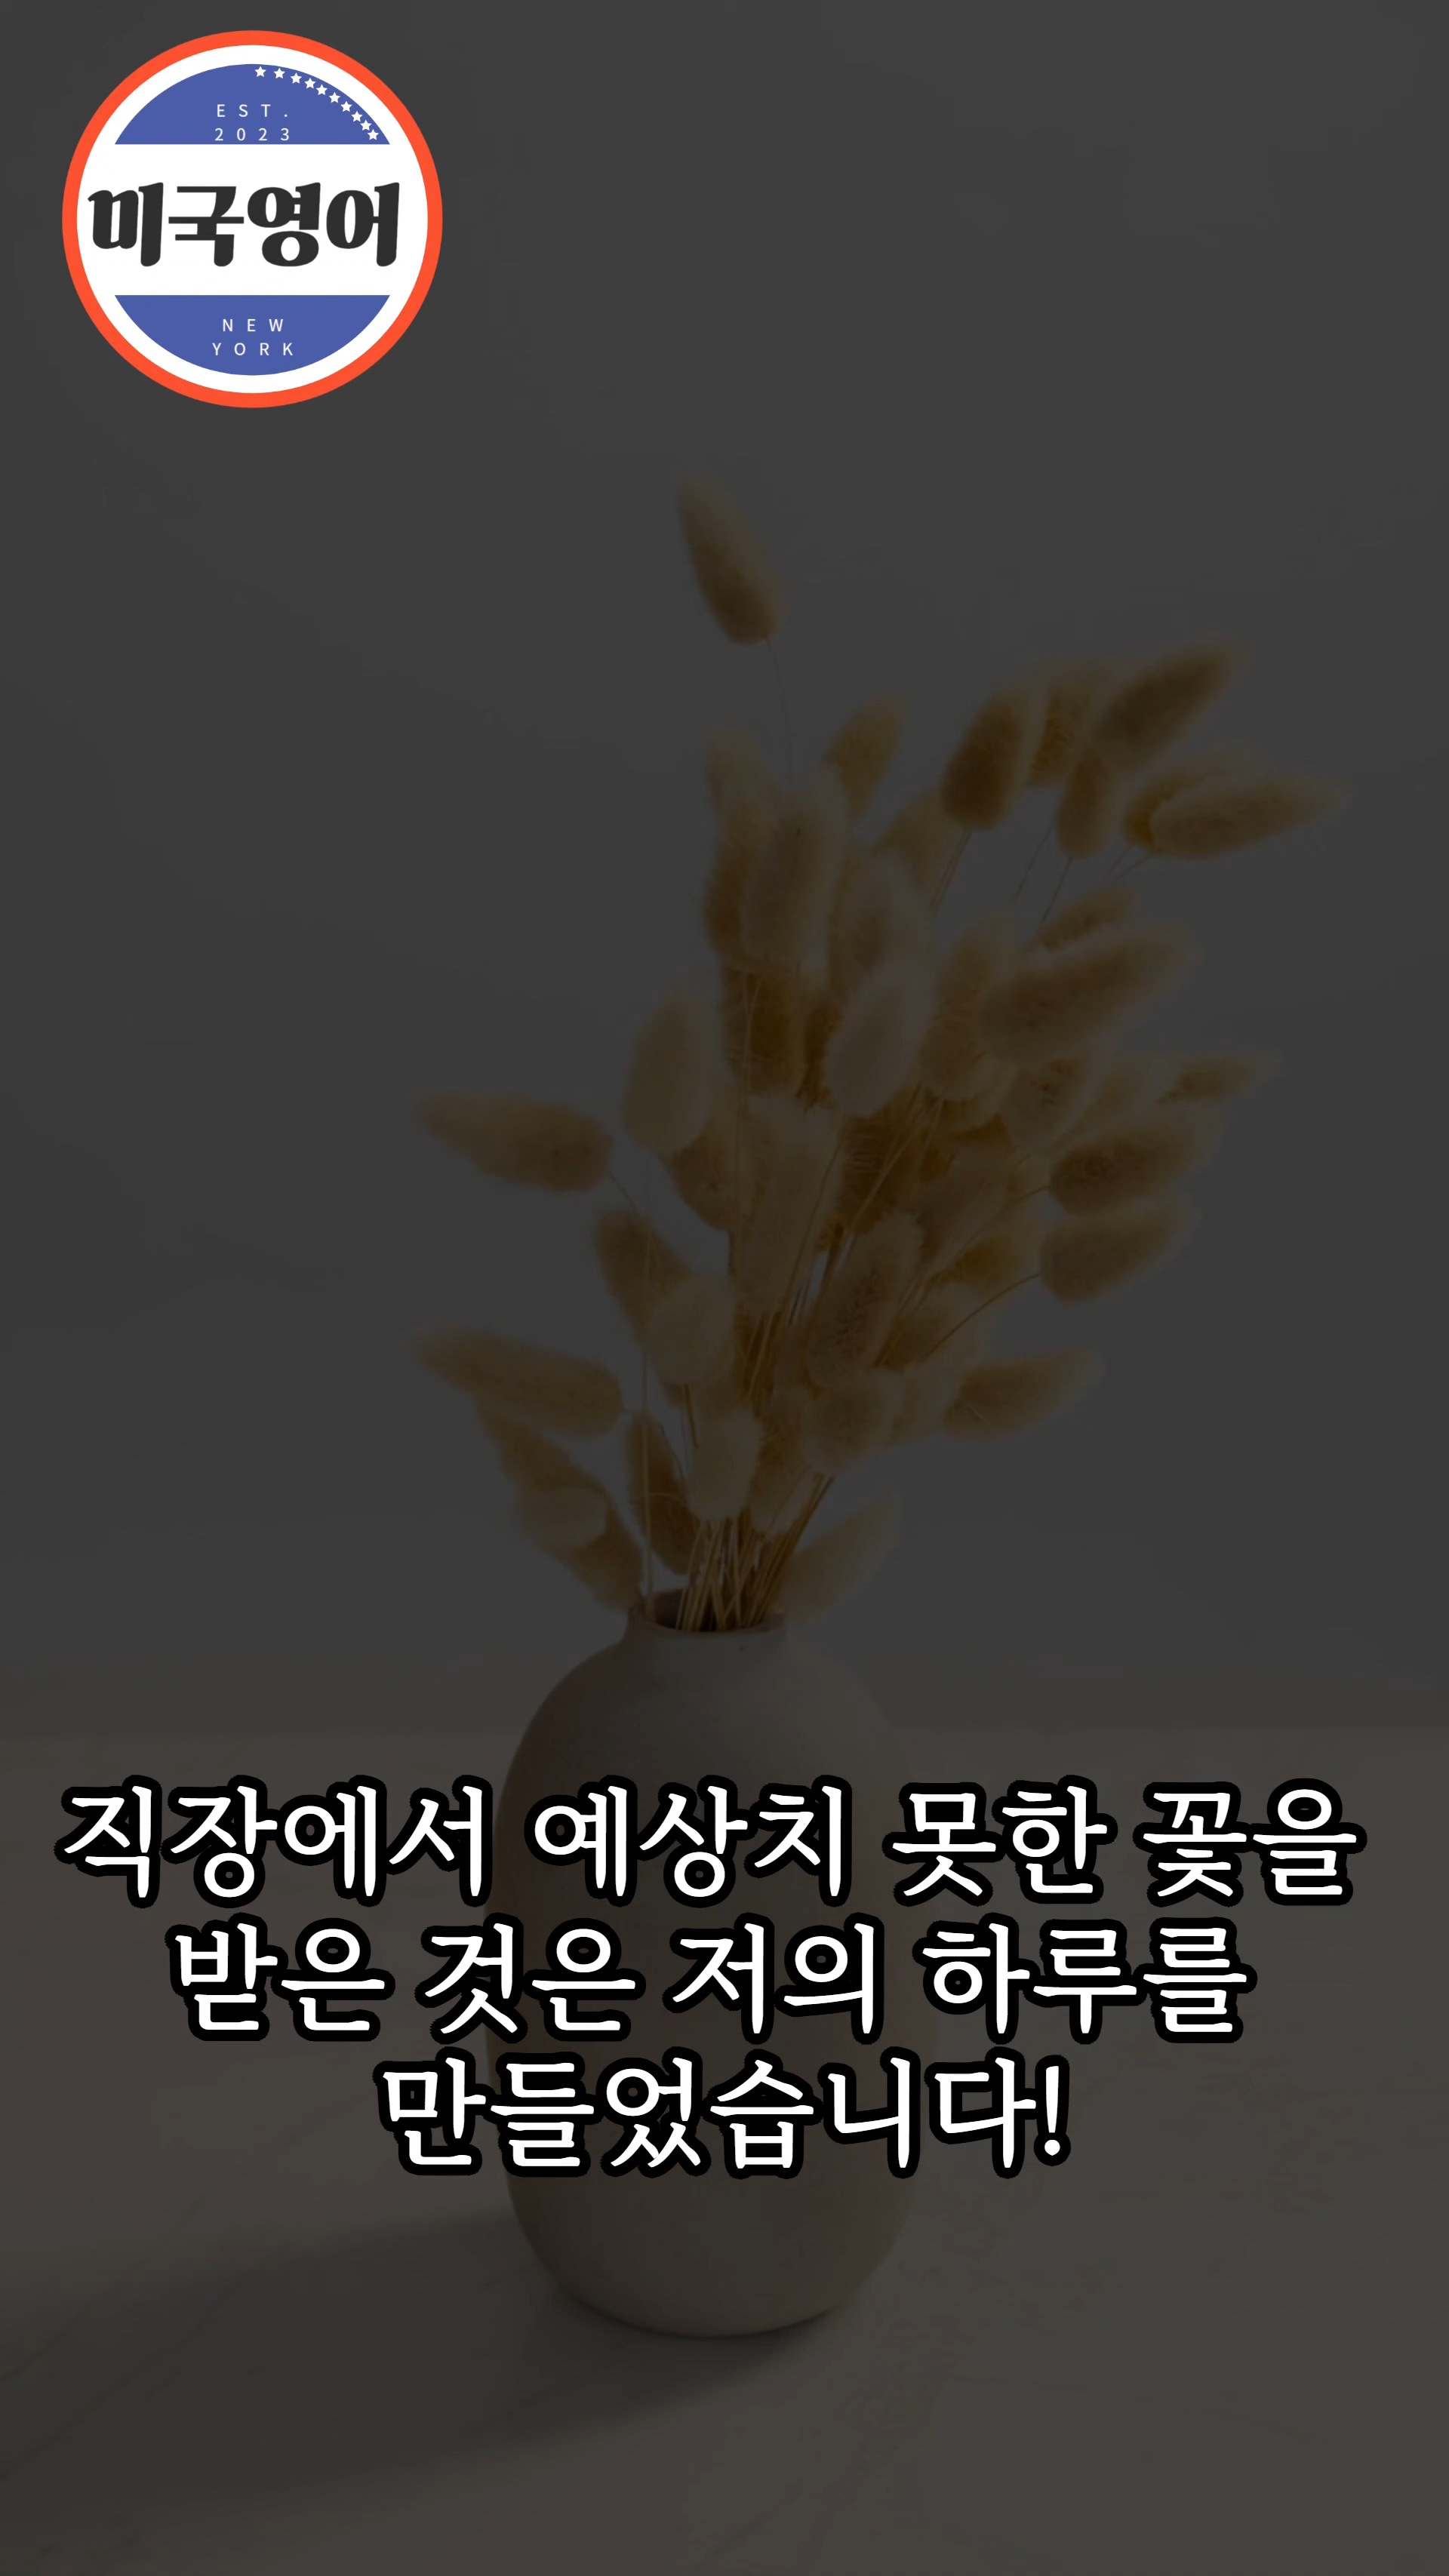 EST.
2023
미국영어
NEW
YORK
직장에서 예상치 못한 꽃을
받은 것은 저의 하루를
만들었습니다!